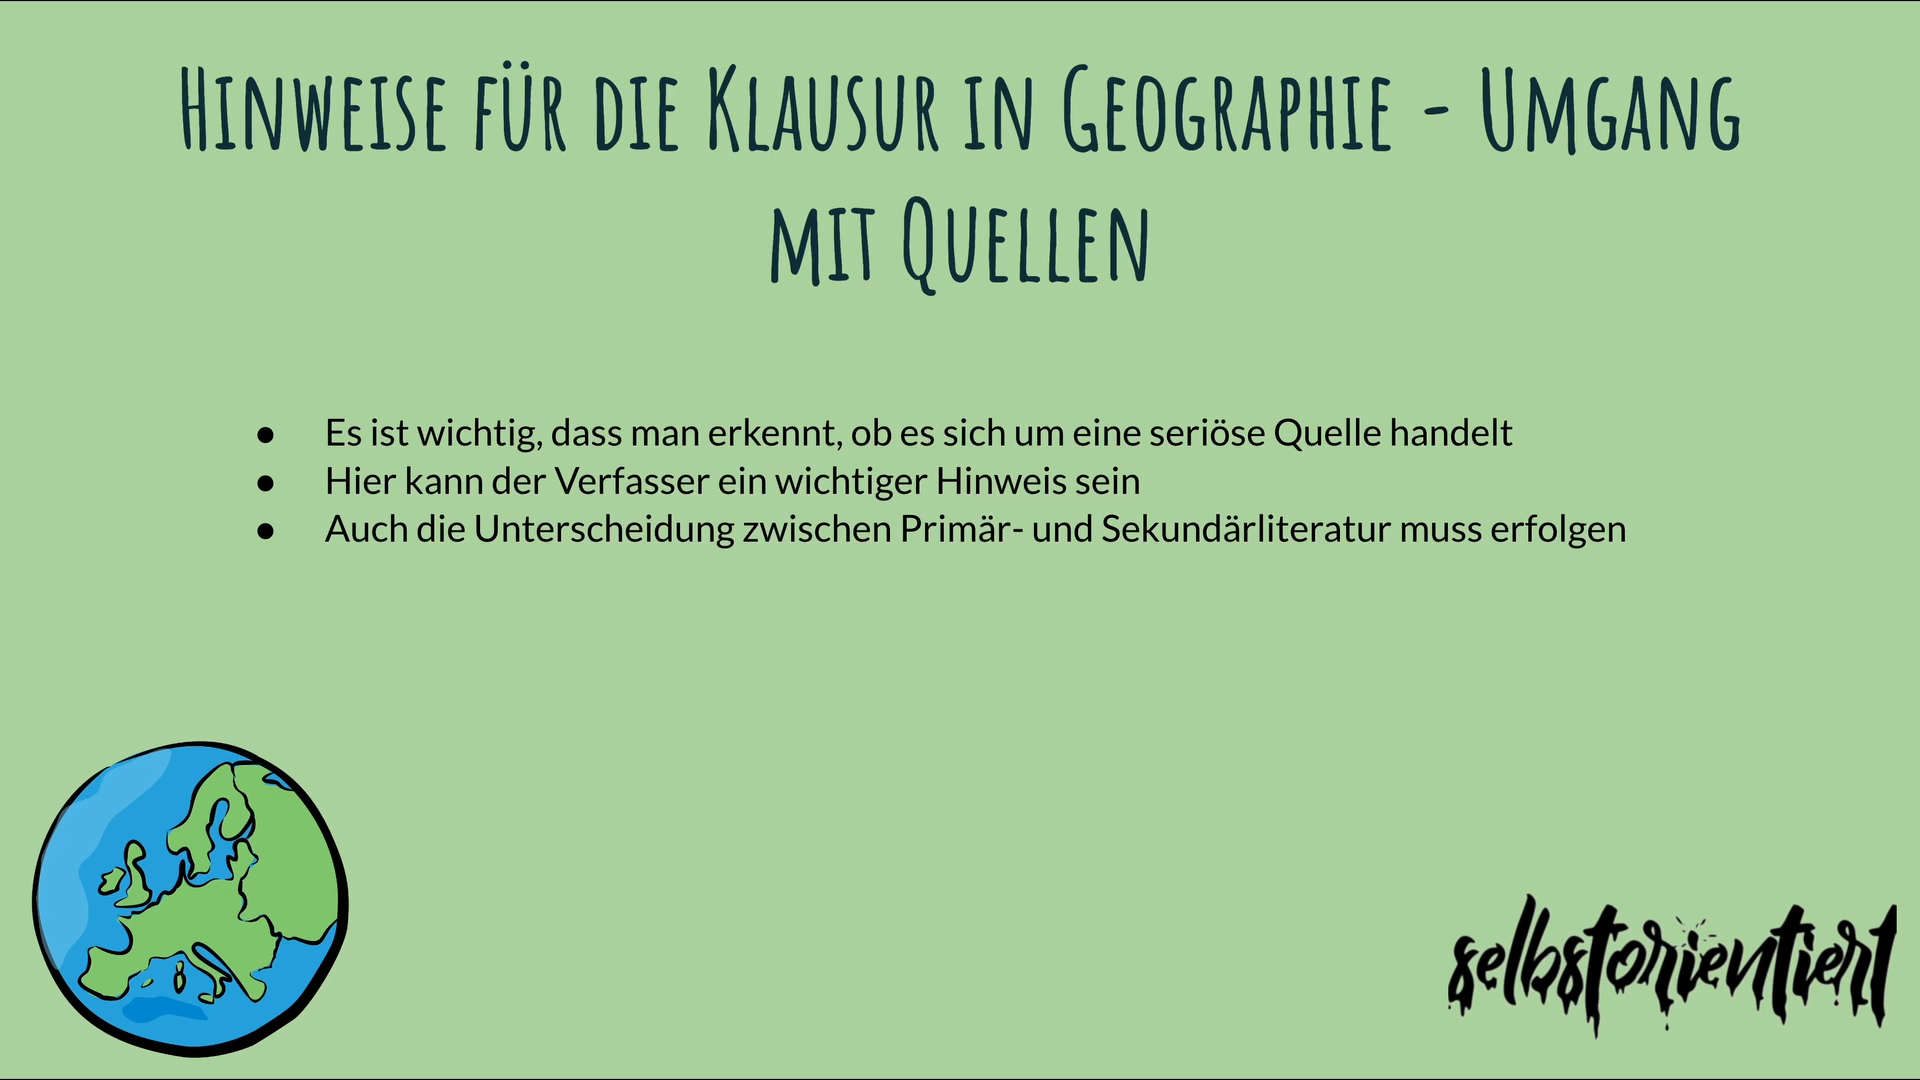 Hinweise für die Klausur in Geographie - Umgang
mit Quellen
● Es ist wichtig, dass man erkennt, ob es sich um eine seriöse Quelle handelt
● Hier kann der Verfasser ein wichtiger Hinweis sein
● Auch die Unterscheidung zwischen Primär- und Sekundärliteratur muss erfolgen
selbstorientiert